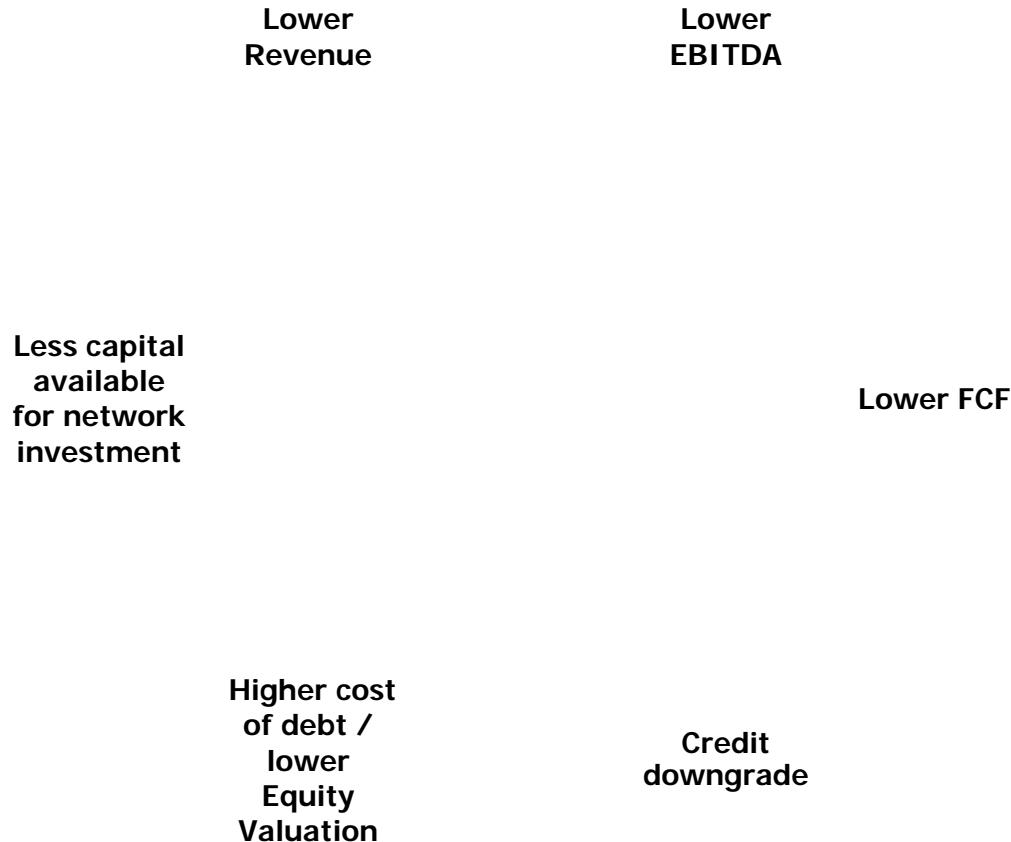 Lower
Revenue
Lower
EBITDA
Less capital
available
for network
investment
Lower FCF
Higher cost
of debt /
lower
Equity
Valuation
Credit
downgrade